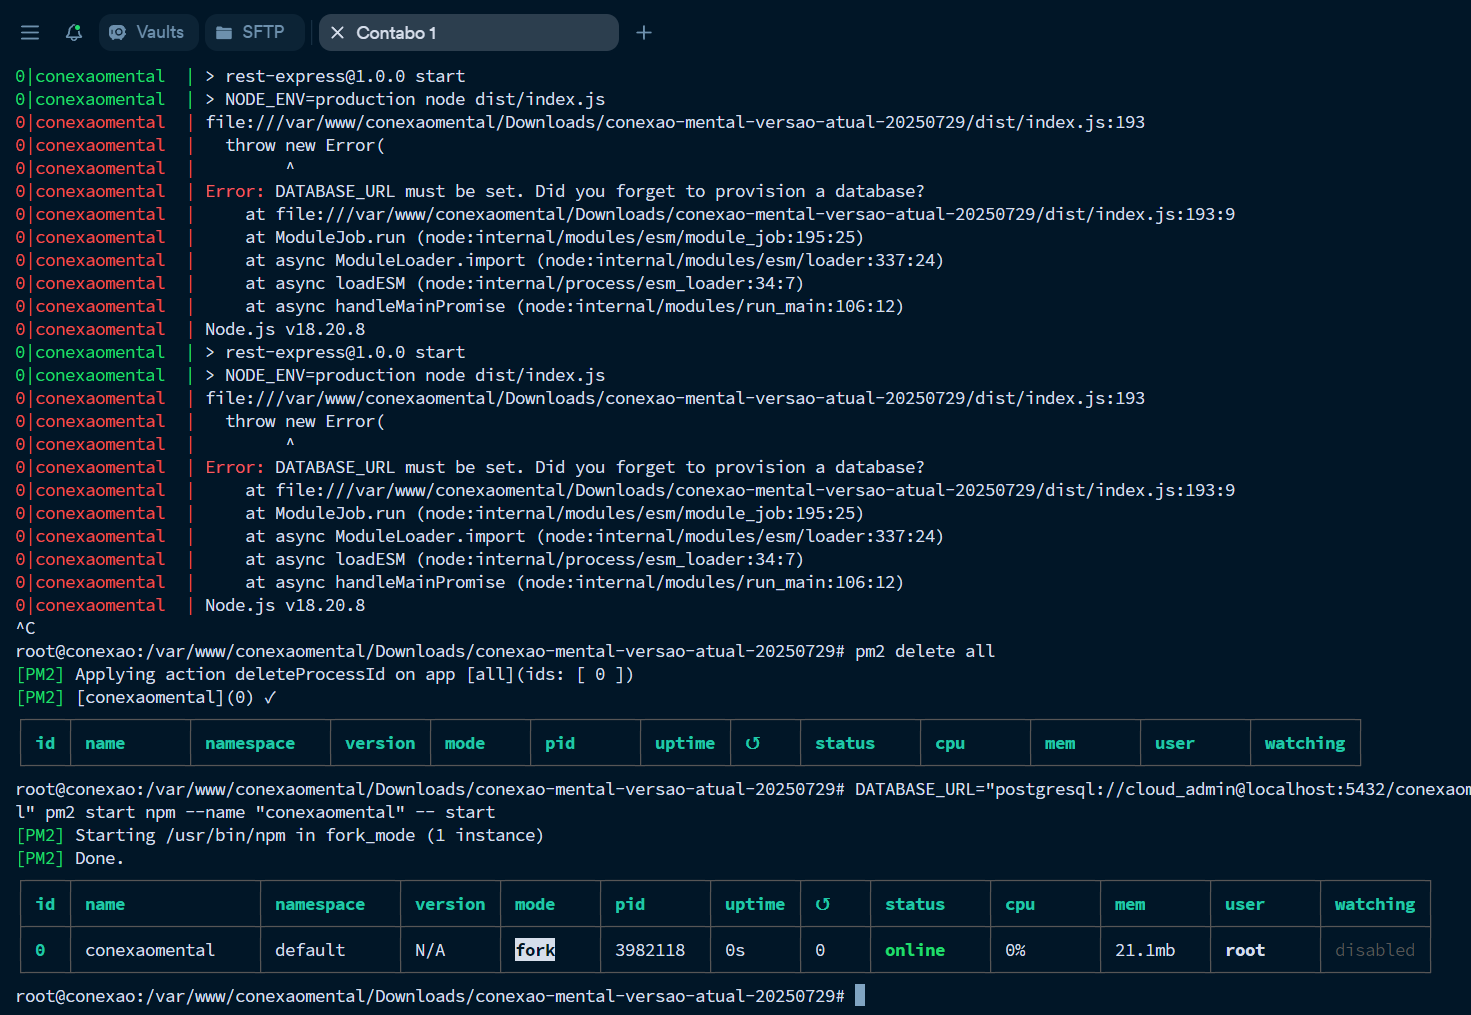 Vaults SFTP Contabo 1
0|conexaomental | > rest-express@1.0.0 start
0|conexaomental | > NODE_ENV=production node dist/index.js
0|conexaomental | file:///var/www/conexaomental/Downloads/conexao-mental-versao-atual-20250729/dist/index.js:193
0|conexaomental | throw new Error(
0|conexaomental | ^
0|conexaomental | Error: DATABASE_URL must be set. Did you forget to provision a database?
0|conexaomental | at file:///var/www/conexaomental/Downloads/conexao-mental-versao-atual-20250729/dist/index.js:193:9
0|conexaomental | at ModuleJob.run (node:internal/modules/esm/module_job:195:25)
0|conexaomental | at async ModuleLoader.import (node:internal/modules/esm/loader:337:24)
0|conexaomental | at async loadESM (node:internal/process/esm_loader:34:7)
0|conexaomental | at async handleMainPromise (node:internal/modules/run_main:106:12)
0|conexaomental | Node.js v18.20.8
0|conexaomental | > rest-express@1.0.0 start
0|conexaomental | > NODE_ENV=production node dist/index.js
0|conexaomental | file:///var/www/conexaomental/Downloads/conexao-mental-versao-atual-20250729/dist/index.js:193
0|conexaomental | throw new Error(
0|conexaomental | ^
0|conexaomental | Error: DATABASE_URL must be set. Did you forget to provision a database?
0|conexaomental | at file:///var/www/conexaomental/Downloads/conexao-mental-versao-atual-20250729/dist/index.js:193:9
0|conexaomental | at ModuleJob.run (node:internal/modules/esm/module_job:195:25)
0|conexaomental | at async ModuleLoader.import (node:internal/modules/esm/loader:337:24)
0|conexaomental | at async loadESM (node:internal/process/esm_loader:34:7)
0|conexaomental | at async handleMainPromise (node:internal/modules/run_main:106:12)
0|conexaomental | Node.js v18.20.8
^C
root@conexao:/var/www/conexaomental/Downloads/conexao-mental-versao-atual-20250729# pm2 delete all
[PM2] Applying action deleteProcessId on app [all](ids: [ 0 ])
[PM2] [conexaomental](0) ✓
id name namespace version mode pid uptime ↺ status cpu mem user watching
root@conexao:/var/www/conexaomental/Downloads/conexao-mental-versao-atual-20250729# DATABASE_URL="postgresql://cloud_admin@localhost:5432/conexaom
l" pm2 start npm --name "conexaomental" -- start
[PM2] Starting /usr/bin/npm in fork_mode (1 instance)
[PM2] Done.
id name namespace version mode pid uptime ↺ status cpu mem user watching
0 conexaomental default N/A fork 3982118 0s 0 online 0% 21.1mb root disabled
root@conexao:/var/www/conexaomental/Downloads/conexao-mental-versao-atual-20250729#